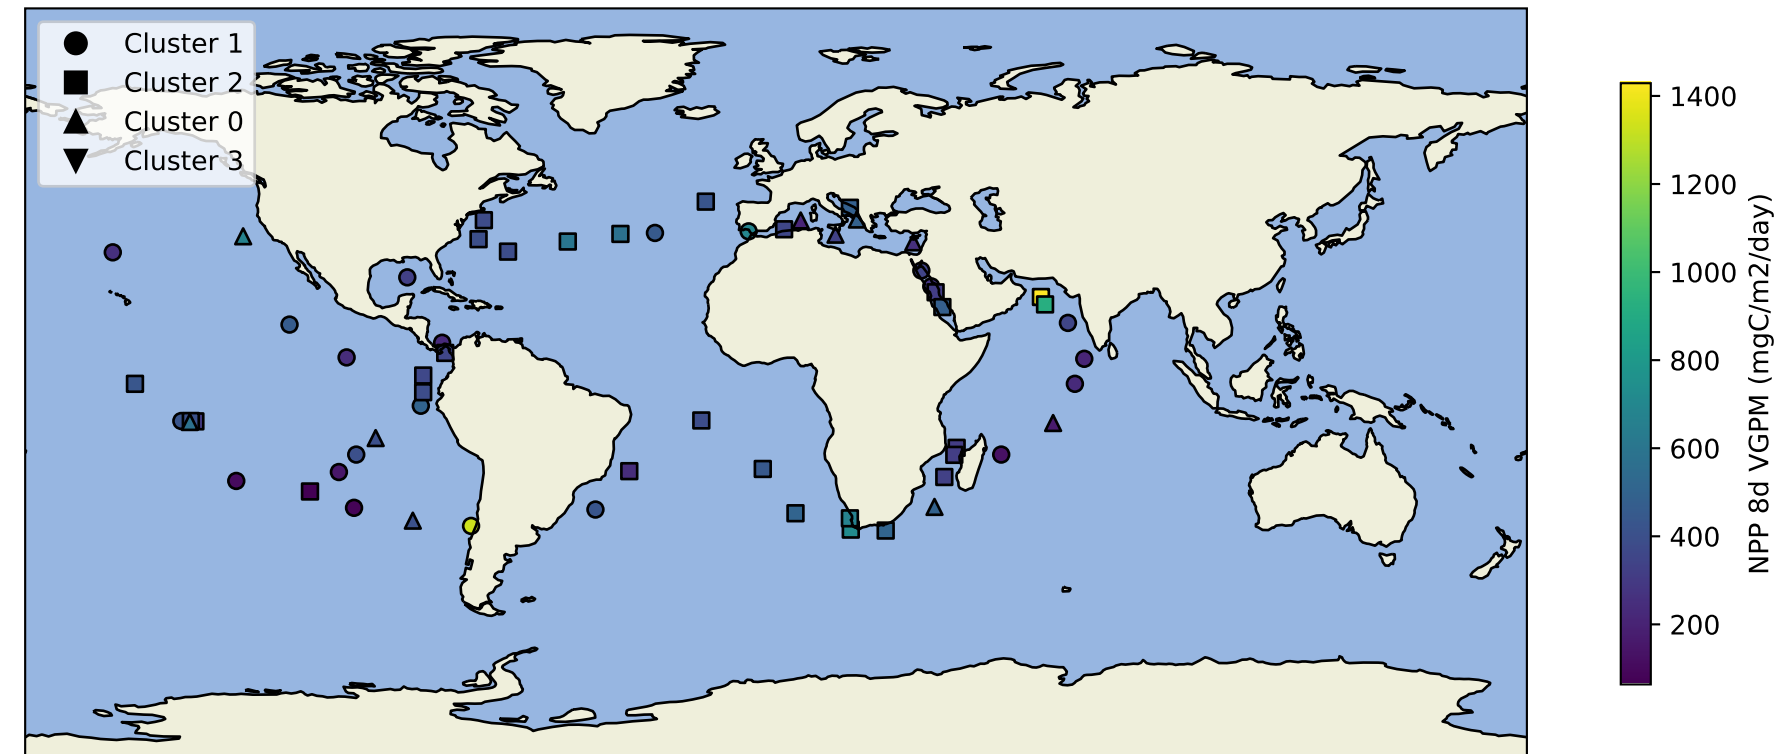 Cluster 1
Cluster 2
Cluster 0
Cluster 3
1400
1200
1000
800
600
400
200
NPP 8d VGPM (mgC/m2/day)